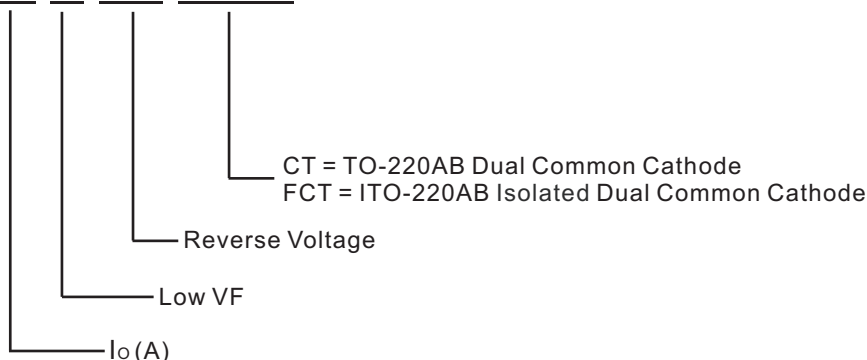 CT = TO-220AB Dual Common Cathode
FCT = ITO-220AB Isolated Dual Common Cathode
Reverse Voltage
Low VF
Io(A)